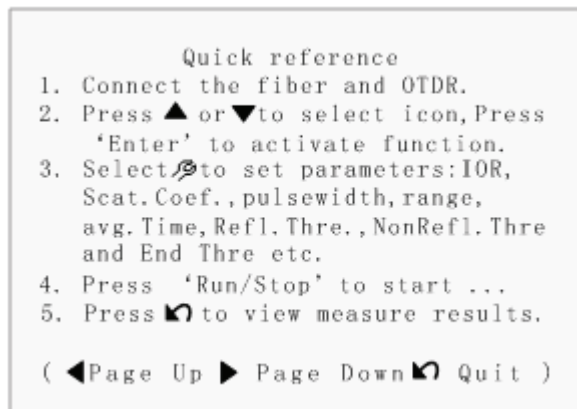 Quick reference
1. Connect the fiber and OTDR.
2. Press ▲ or ▼to select icon,Press
‘Enter’ to activate function.
3. Select to set parameters:IOR,
Scat.Coef.,pulsewidth,range,
avg.Time,Refl.Thre.,NonRefl.Thre
and End Thre etc.
4. Press ‘Run/Stop’ to start ...
5. Press to view measure results.
( ◀Page Up ▶ Page Down Quit )